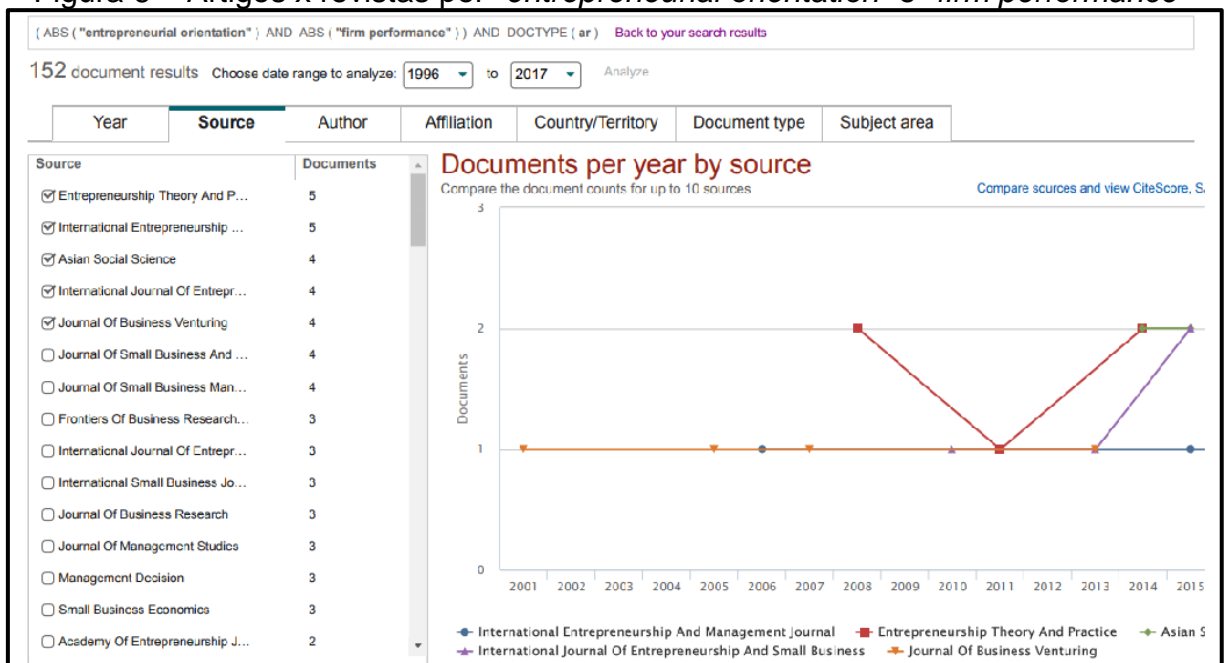 ( ABS ( "entrepreneurial orientation" ) AND ABS ( "firm performance" ) ) AND DOCTYPE ( ar ) Back to your search results
152 document results Choose date range to analyze: 1996 to 2017 Analyze
Year Source Author Affiliation Country/Territory Document type Subject area
Source Documents
Entrepreneurship Theory And P... 5
International Entrepreneurship ... 5
Asian Social Science 4
International Journal Of Entrepr... 4
Journal Of Business Venturing 4
Journal Of Small Business And ... 4
Journal Of Small Business Man... 4
Frontiers Of Business Research... 3
International Journal Of Entrepr... 3
International Small Business Jo... 3
Journal Of Business Research 3
Journal Of Management Studies 3
Management Decision 3
Small Business Economics 3
Academy Of Entrepreneurship J... 2
Documents per year by source
Compare the document counts for up to 10 sources Compare sources and view CiteScore, S
3
2
1
0
Documents
2001 2002 2003 2004 2005 2006 2007 2008 2009 2010 2011 2012 2013 2014 2015
International Entrepreneurship And Management Journal Entrepreneurship Theory And Practice Asian S
International Journal Of Entrepreneurship And Small Business Journal Of Business Venturing